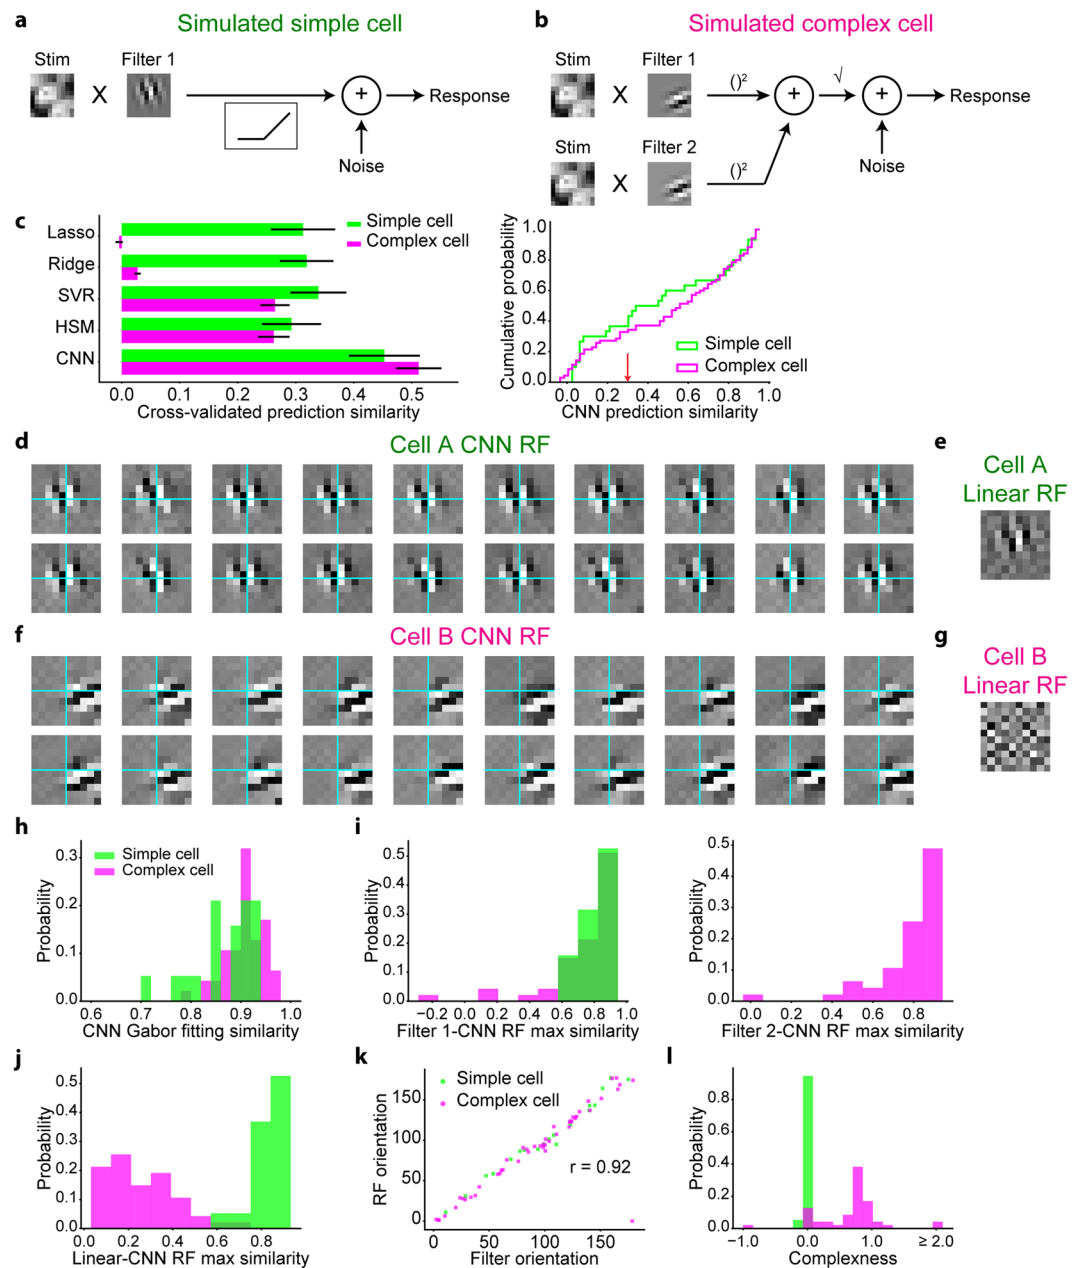 a
Simulated simple cell
Stim
Filter 1
X
+
Response
Noise
b
Simulated complex cell
Stim
Filter 1
X
()²
+
√
+
Response
Stim
Filter 2
X
()²
Noise
c
Simple cell
Complex cell
Lasso
Ridge
SVR
HSM
CNN
0.0 0.1 0.2 0.3 0.4 0.5
Cross-validated prediction similarity
Cumulative probability
1.0
0.8
0.6
0.4
0.2
0.0
Simple cell
Complex cell
0.0 0.2 0.4 0.6 0.8 1.0
CNN prediction similarity
d
Cell A CNN RF
e
Cell A
Linear RF
f
Cell B CNN RF
g
Cell B
Linear RF
h
Simple cell
Complex cell
Probability
0.3
0.2
0.1
0.0
0.6 0.7 0.8 0.9 1.0
CNN Gabor fitting similarity
i
Probability
0.5
0.4
0.3
0.2
0.1
0.0
−0.2 0.0 0.2 0.4 0.6 0.8 1.0
Filter 1-CNN RF max similarity
Probability
0.5
0.4
0.3
0.2
0.1
0.0
0.0 0.2 0.4 0.6 0.8
Filter 2-CNN RF max similarity
j
Probability
0.5
0.4
0.3
0.2
0.1
0.0
0.0 0.2 0.4 0.6 0.8
Linear-CNN RF max similarity
k
Simple cell
Complex cell
RF orientation
150
100
50
0
r = 0.92
0 50 100 150
Filter orientation
l
Probability
0.8
0.6
0.4
0.2
0.0
−1.0 0.0 1.0 ≥ 2.0
Complexness